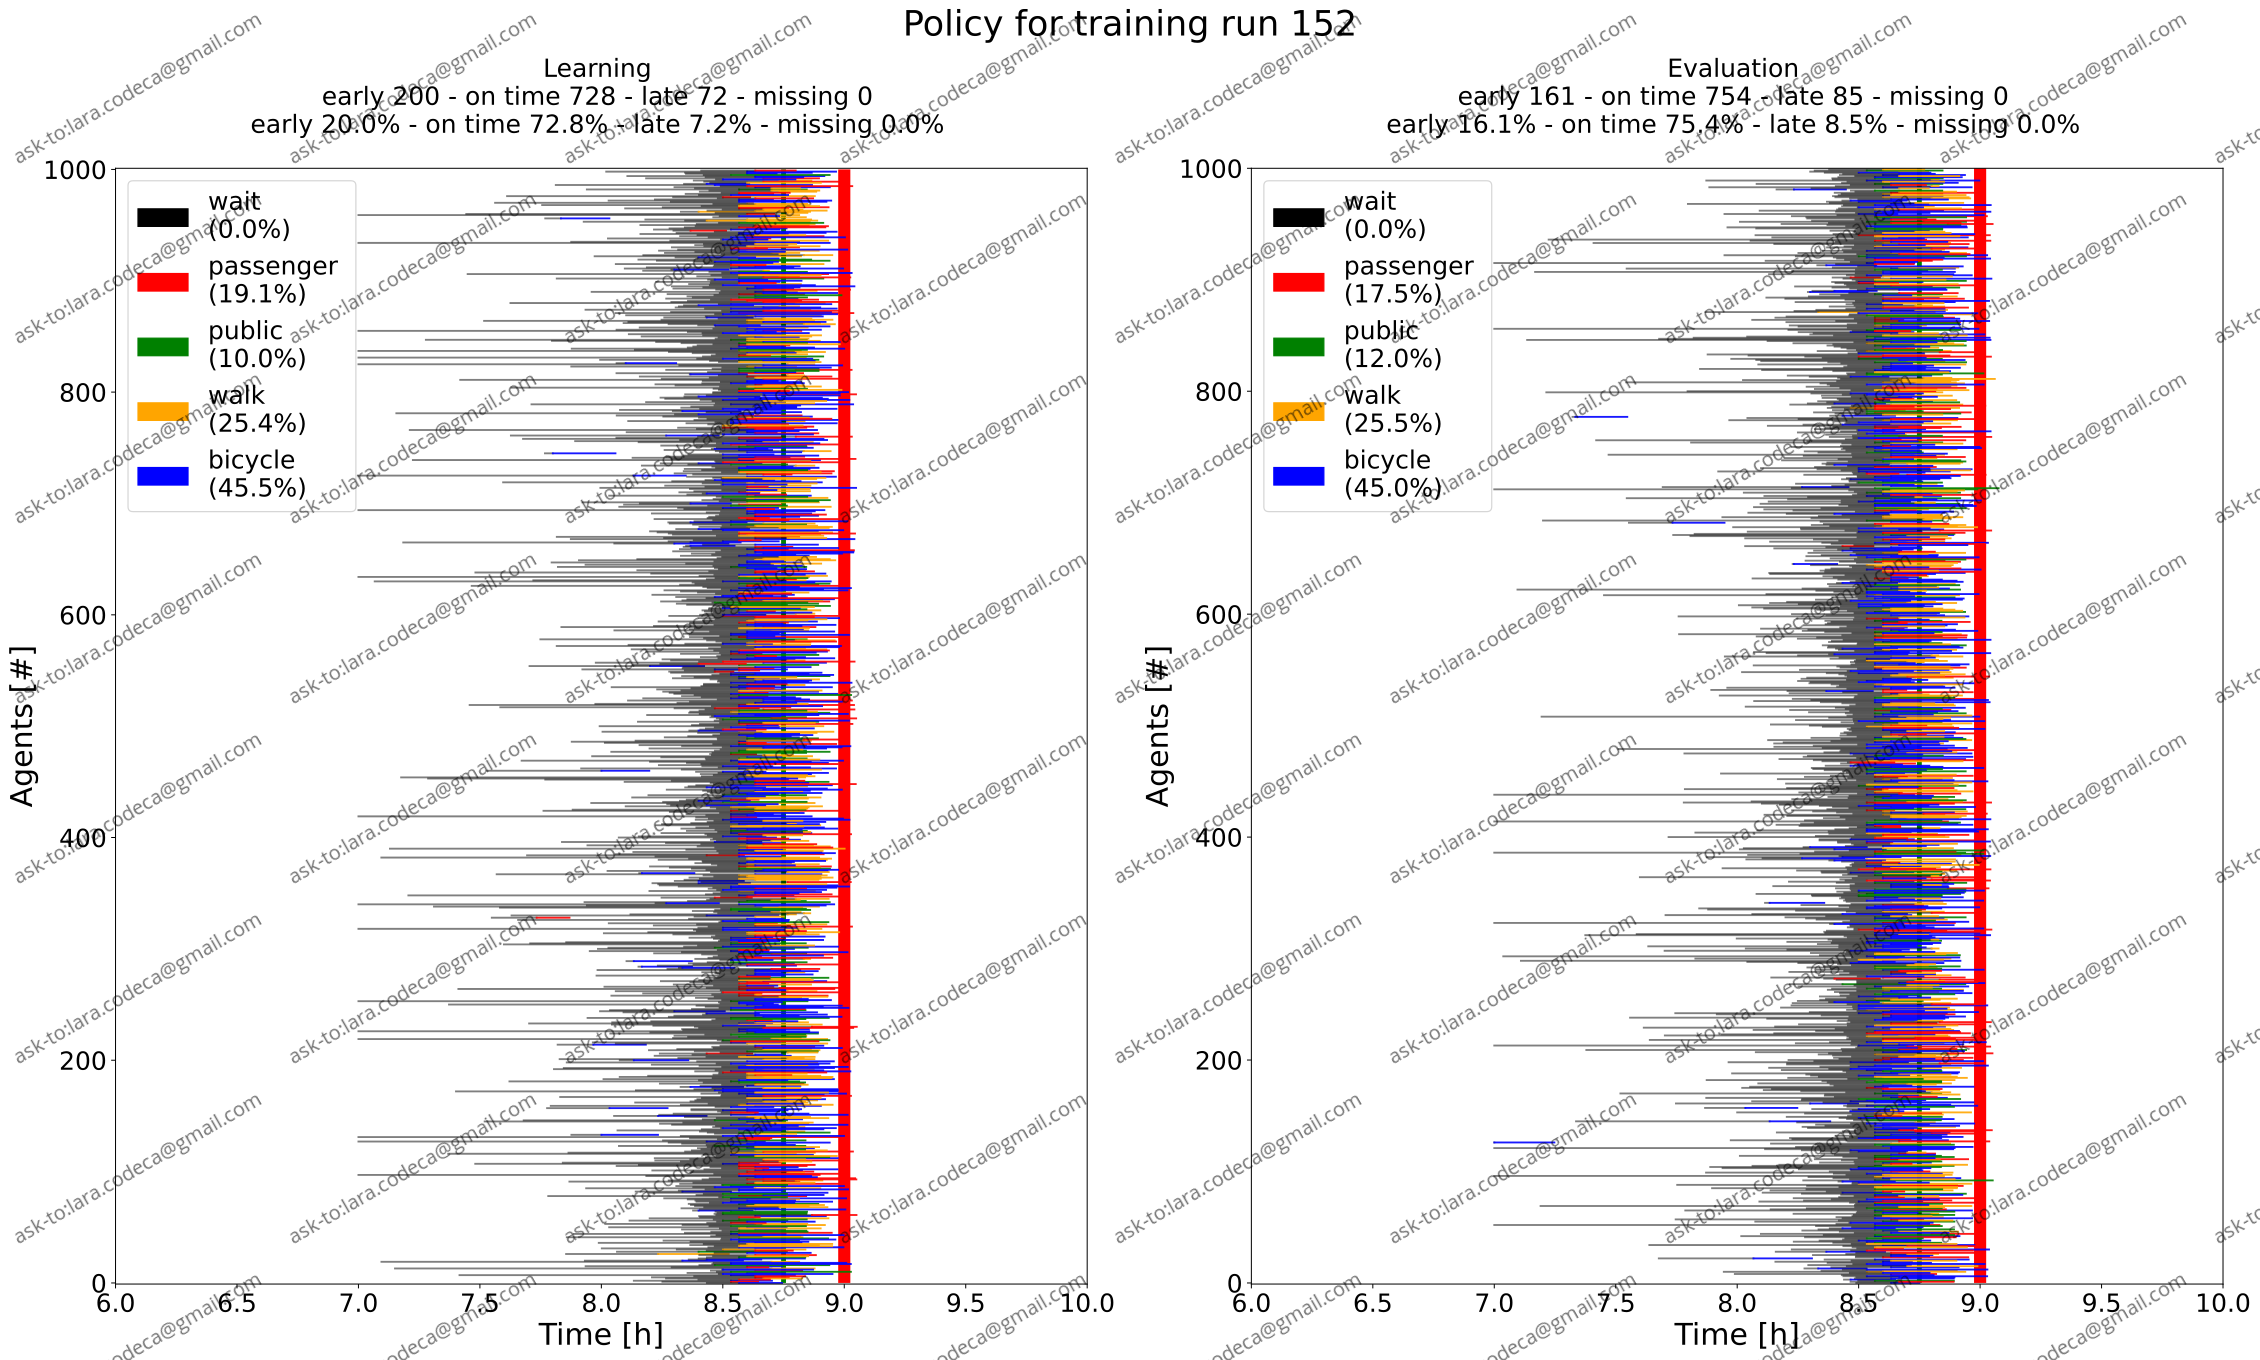 Policy for training run 152
Learning
early 200 - on time 728 - late 72 - missing 0
early 20.0% - on time 72.8% - late 7.2% - missing 0.0%
Evaluation
early 161 - on time 754 - late 85 - missing 0
early 16.1% - on time 75.4% - late 8.5% - missing 0.0%
Agents [#]
1000
800
600
400
200
0
wait
(0.0%)
passenger
(19.1%)
public
(10.0%)
walk
(25.4%)
bicycle
(45.5%)
6.0 6.5 7.0 7.5 8.0 8.5 9.0 9.5 10.0
Time [h]
Agents [#]
1000
800
600
400
200
0
wait
(0.0%)
passenger
(17.5%)
public
(12.0%)
walk
(25.5%)
bicycle
(45.0%)
6.0 6.5 7.0 7.5 8.0 8.5 9.0 9.5 10.0
Time [h]
ask-to:lara.codeca@gmail.com